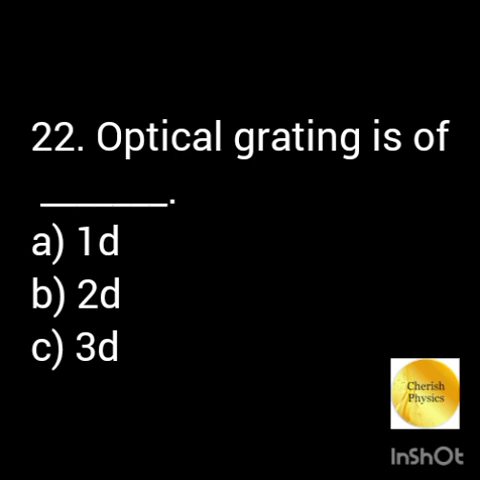 22. Optical grating is of
______.
a) 1d
b) 2d
c) 3d
Cherish
Physics
InShOt